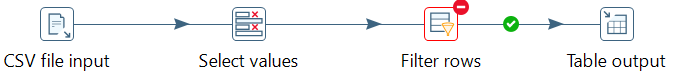 CSV file input
Select values
Filter rows
Table output